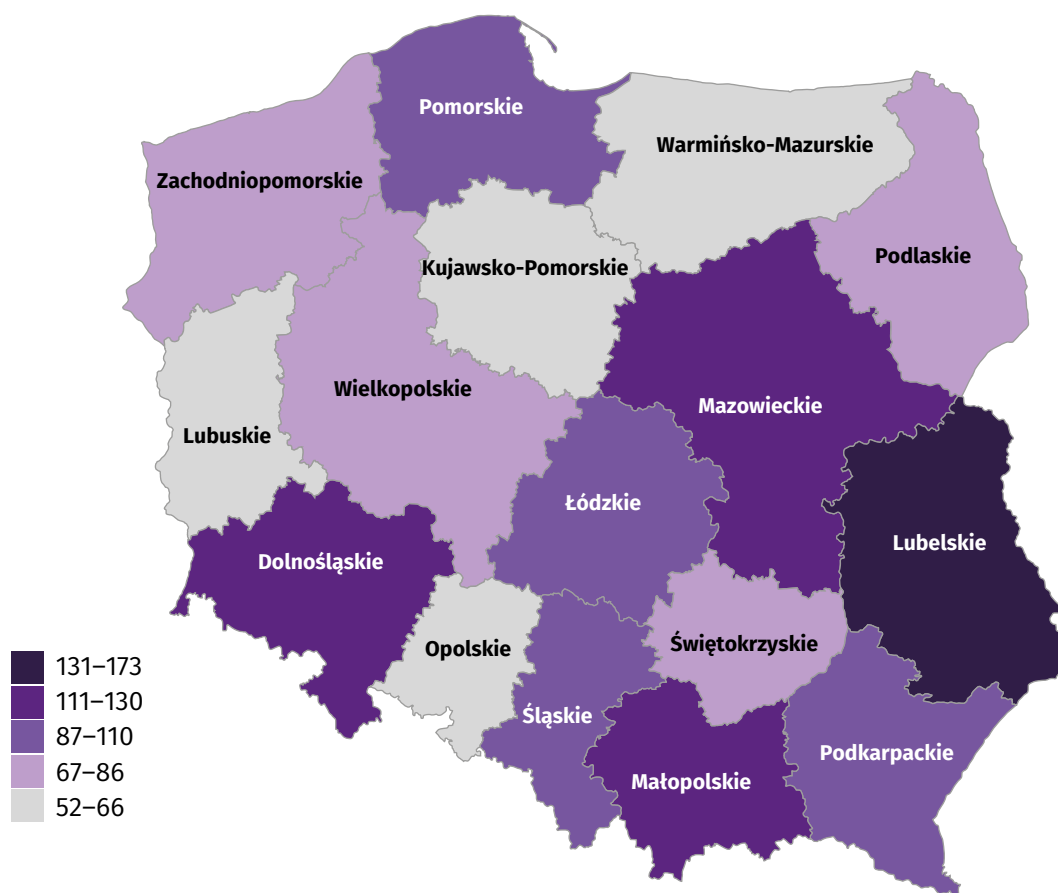 Pomorskie
Warmińsko-Mazurskie
Zachodniopomorskie
Podlaskie
Kujawsko-Pomorskie
Wielkopolskie
Mazowieckie
Lubuskie
Łódzkie
Lubelskie
Dolnośląskie
Opolskie
Świętokrzyskie
Śląskie
Podkarpackie
Małopolskie
131–173
111–130
87–110
67–86
52–66